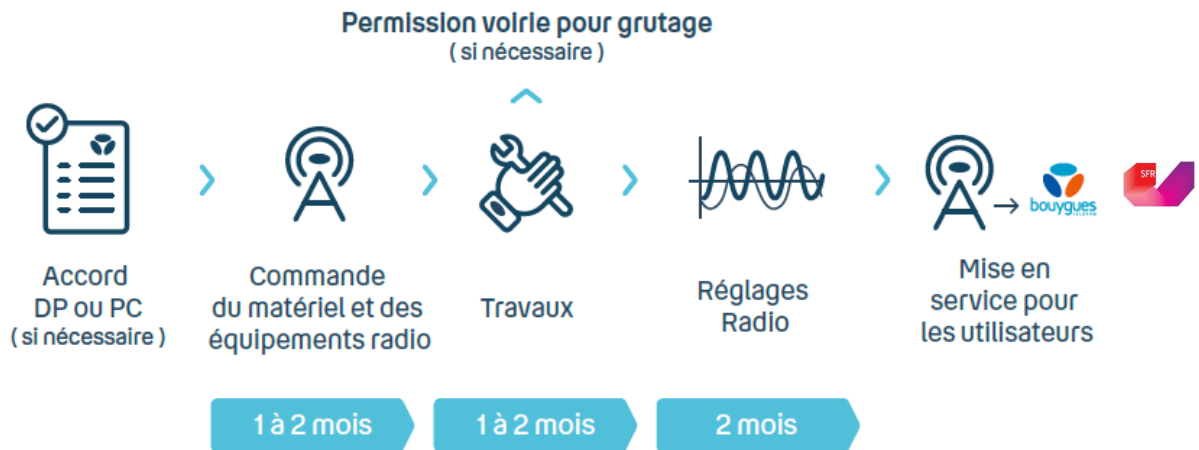 Permission voirie pour grutage
( si nécessaire )
SFR
bouygues
TELECOM
Accord
DP ou PC
( si nécessaire )
Commande
du matériel et des
équipements radio
Travaux
Réglages
Radio
Mise en
service pour
les utilisateurs
1 à 2 mois
1 à 2 mois
2 mois